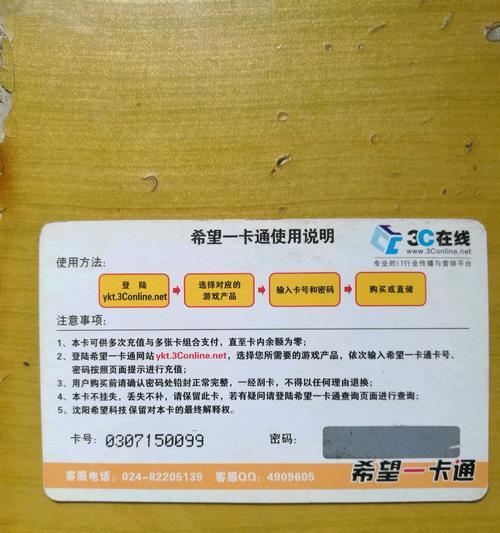 希望一卡通使用说明
3C在线
www.3Conline.net
专业的IT行业传播与营销平台
使用方法:
登 陆
ykt.3Conline.net
选择对应的
游戏产品
输入卡号和密码
购买或直储
注意事项:
1、本卡可供多次充值与多张卡组合支付,直至卡内余额为零;
2、登陆希望一卡通网站ykt.3Conline.net,选择您所需要的游戏产品,依次输入希望一卡通卡号、
密码按照页面提示进行充值;
3、用户购买前请确认密码处铅封正常完整,一经刮卡,不得以任何理由退换;
4、本卡不挂失,丢失不补,请保留此卡,若有疑问请登陆希望一卡通查询页面进行查询;
5、沈阳希望科技 保留对本卡的最终解释权。
卡号: 0307150099 密码:
客服电话: 024-82205139 客服QQ: 4909605
希望一卡通